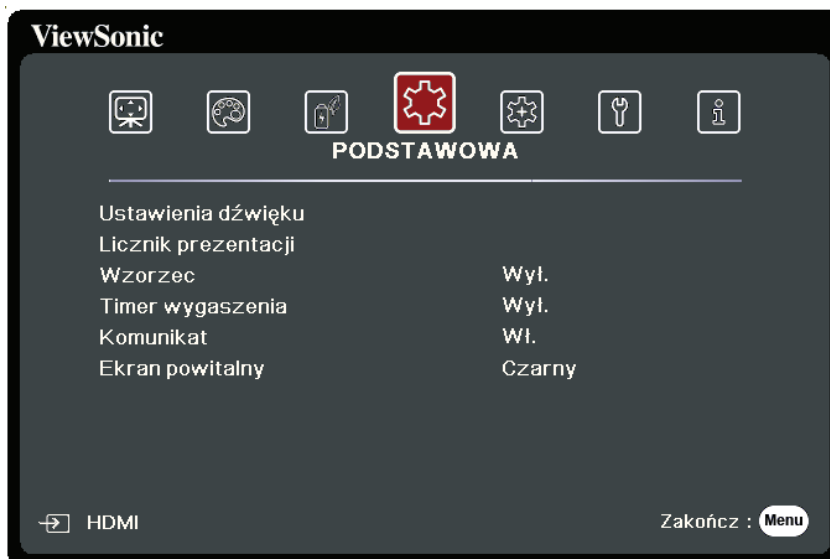 ViewSonic
PODSTAWOWA
Ustawienia dźwięku
Licznik prezentacji
Wzorzec Wył.
Timer wygaszenia Wył.
Komunikat Wł.
Ekran powitalny Czarny
HDMI Zakończ : Menu